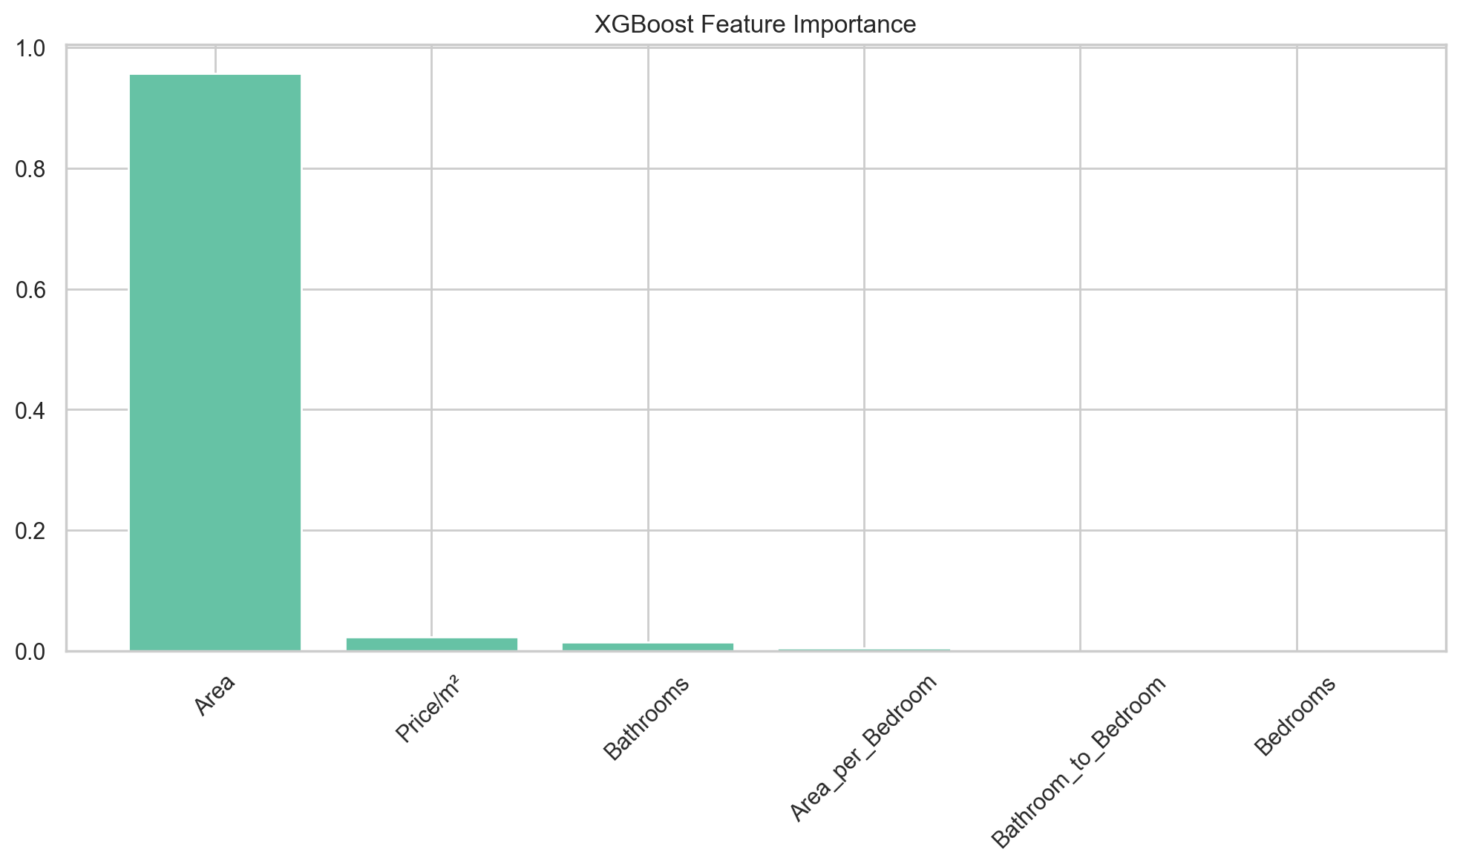 XGBoost Feature Importance
1.0
0.8
0.6
0.4
0.2
0.0
Area
Price/m²
Bathrooms
Area_per_Bedroom
Bathroom_to_Bedroom
Bedrooms